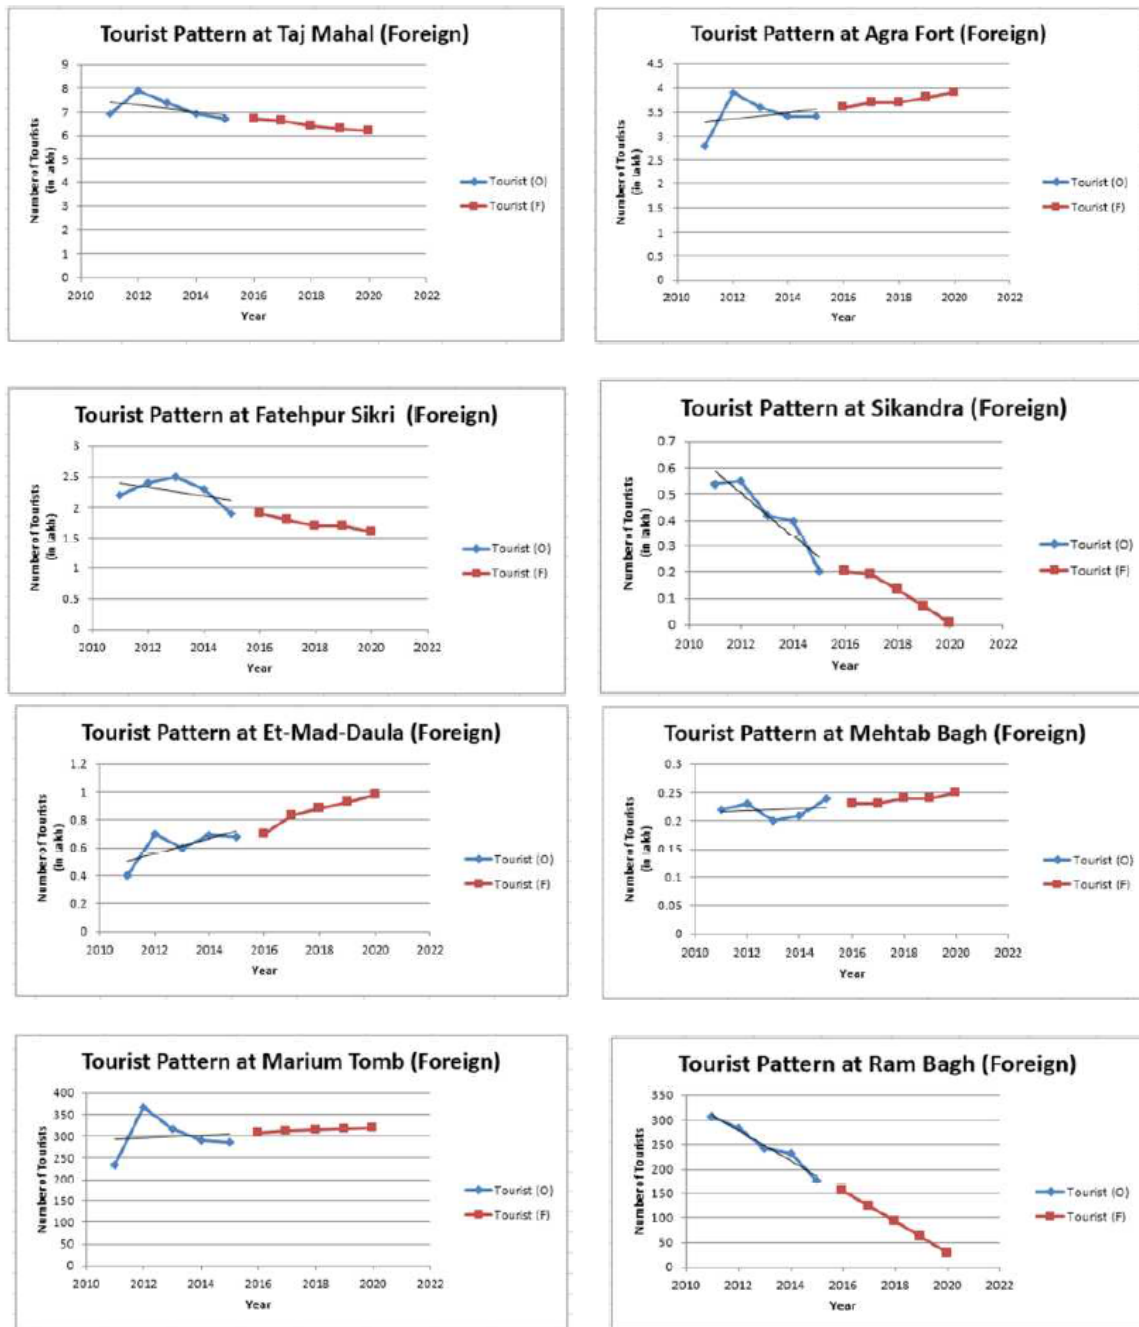 Tourist Pattern at Taj Mahal (Foreign)
9
8
7
6
5
4
3
2
1
0
2010 2012 2014 2016 2018 2020 2022
Year
Number of Tourists
(in Lakh)
Tourist (O)
Tourist (F)
Tourist Pattern at Agra Fort (Foreign)
4.5
4
3.5
3
2.5
2
1.5
1
0.5
0
2010 2012 2014 2016 2018 2020 2022
Year
Number of Tourists
(in Lakh)
Tourist (O)
Tourist (F)
Tourist Pattern at Fatehpur Sikri (Foreign)
3
2.5
2
1.5
1
0.5
0
2010 2012 2014 2016 2018 2020 2022
Year
Number of Tourists
(in Lakh)
Tourist (O)
Tourist (F)
Tourist Pattern at Sikandra (Foreign)
0.7
0.6
0.5
0.4
0.3
0.2
0.1
0
2010 2012 2014 2016 2018 2020 2022
Year
Number of Tourists
(in Lakh)
Tourist (O)
Tourist (F)
Tourist Pattern at Et-Mad-Daula (Foreign)
1.2
1
0.8
0.6
0.4
0.2
0
2010 2012 2014 2016 2018 2020 2022
Year
Number of Tourists
(in Lakh)
Tourist (O)
Tourist (F)
Tourist Pattern at Mehtab Bagh (Foreign)
0.3
0.25
0.2
0.15
0.1
0.05
0
2010 2012 2014 2016 2018 2020 2022
Year
Number of Tourists
(in Lakh)
Tourist (O)
Tourist (F)
Tourist Pattern at Marium Tomb (Foreign)
400
350
300
250
200
150
100
50
0
2010 2012 2014 2016 2018 2020 2022
Year
Number of Tourists
Tourist (O)
Tourist (F)
Tourist Pattern at Ram Bagh (Foreign)
350
300
250
200
150
100
50
0
2010 2012 2014 2016 2018 2020 2022
Year
Number of Tourists
Tourist (O)
Tourist (F)